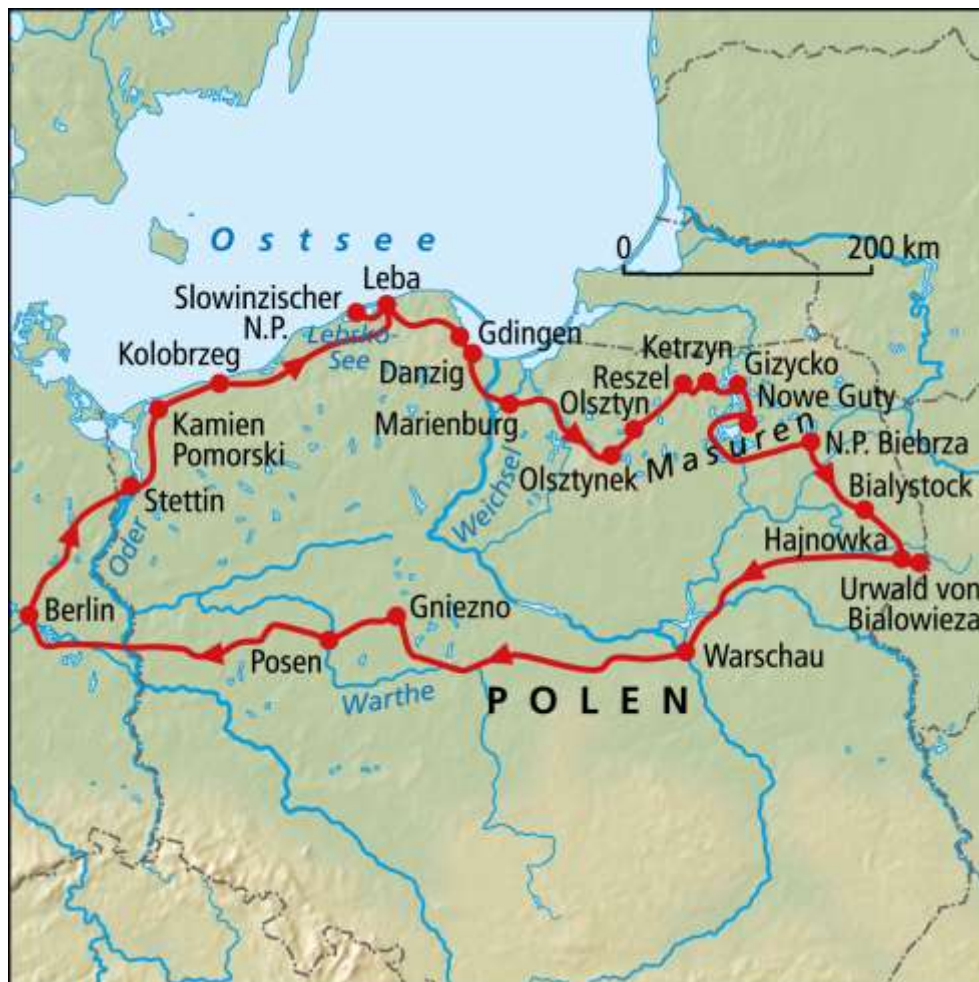 Ostsee
0 200 km
Leba
Slowinzischer
N.P.
Lebsko-
See
Kolobrzeg
Gdingen
Danzig
Marienburg
Kamien
Pomorski
Stettin
Oder
Berlin
Ketrzyn
Reszel
Gizycko
Nowe Guty
Olsztyn
Olsztynek
Masuren
N.P. Biebrza
Bialystock
Hajnowka
Urwald von
Bialowieza
Weichsel
Gniezno
Posen
Warthe
Warschau
POLEN